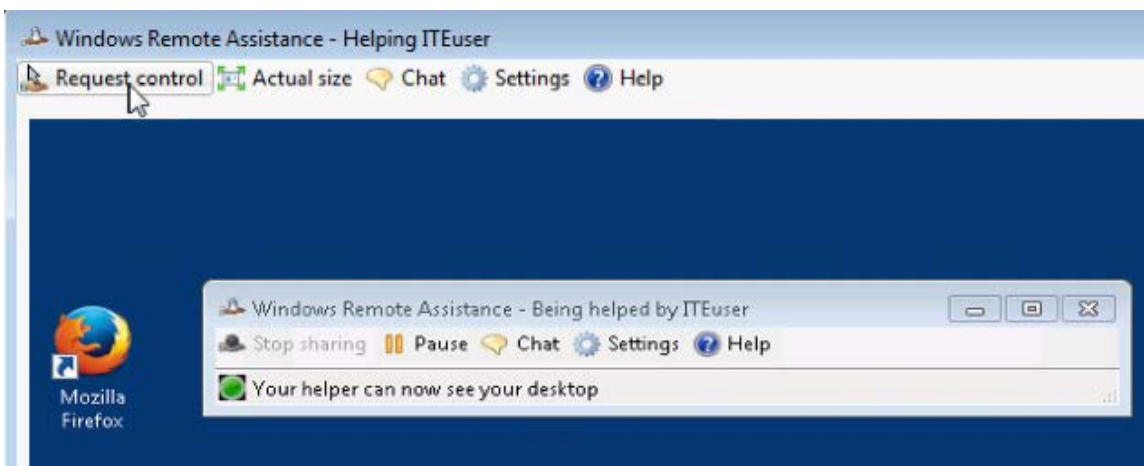 Windows Remote Assistance - Helping ITEuser
Request control Actual size Chat Settings Help
Windows Remote Assistance - Being helped by ITEuser
Stop sharing Pause Chat Settings Help
Your helper can now see your desktop
Mozilla
Firefox